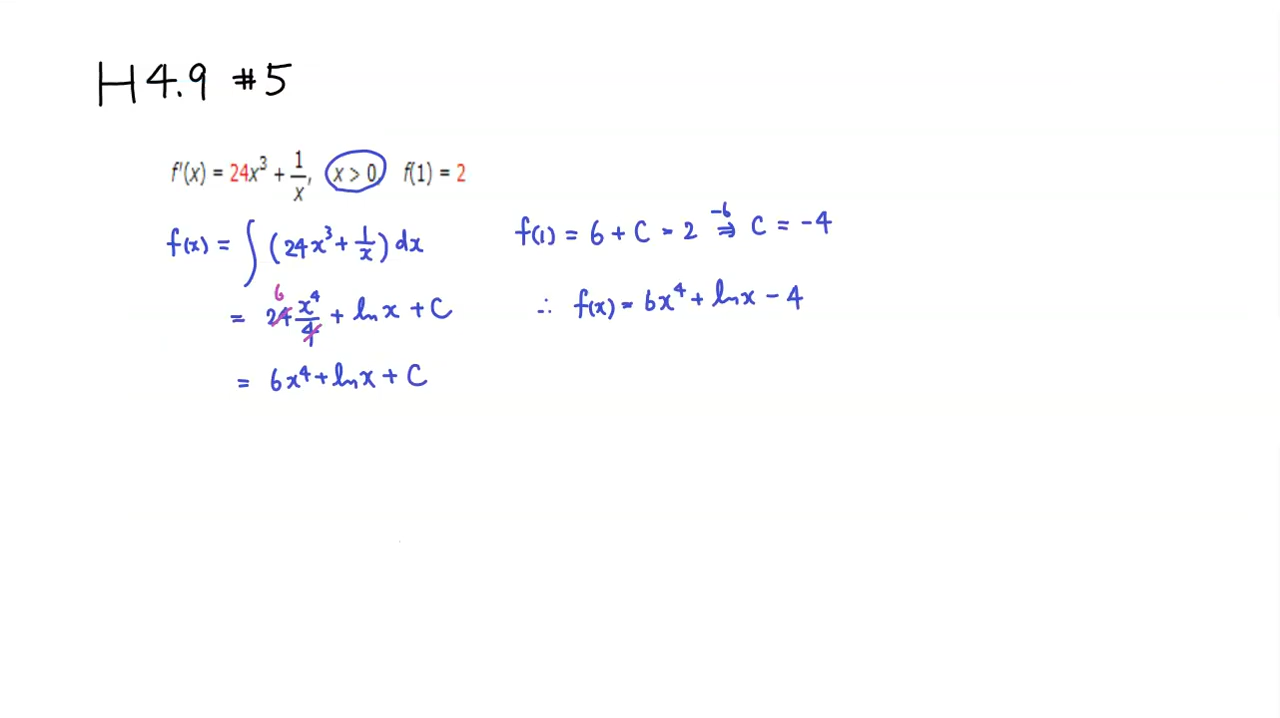 H4.9 #5
f'(x) = 24x³ + 1/x, x > 0, f(1) = 2
f(x) = ∫ (24x³ + 1/x) dx
= 24 x⁴/4 + ln x + C
6
= 6x⁴ + ln x + C
f(1) = 6 + C = 2 ⇒ C = -4
-6
∴ f(x) = 6x⁴ + ln x - 4